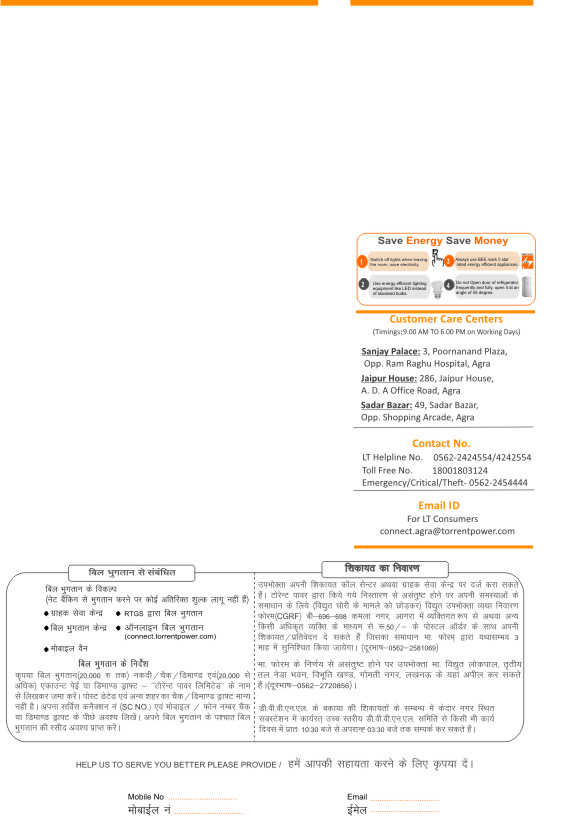 Save Energy Save Money
1 Switch off lights when leaving the room, save electricity.
3 Always use BEE mark 5 star rated energy efficient appliances.
2 Use energy efficient lighting equipment like LED instead of standard bulbs.
4 Do not Open door of refrigerator frequently and fully. open it at an angle of 45 degree.
Customer Care Centers
(Timings:9.00 AM TO 6.00 PM on Working Days)
Sanjay Palace: 3, Poornanand Plaza,
Opp. Ram Raghu Hospital, Agra
Jaipur House: 286, Jaipur House,
A. D. A Office Road, Agra
Sadar Bazar: 49, Sadar Bazar,
Opp. Shopping Arcade, Agra
Contact No.
LT Helpline No. 0562-2424554/4242554
Toll Free No. 18001803124
Emergency/Critical/Theft- 0562-2454444
Email ID
For LT Consumers
connect.agra@torrentpower.com
बिल भुगतान से संबंधित
बिल भुगतान के विकल्पः
(नेट बैंकिग से भुगतान करने पर कोई अतिरिक्त शुल्क लागू नहीं हैं)
● ग्राहक सेवा केन्द्र ● RTGS द्वारा बिल भुगतान
● बिल भुगतान केन्द्र ● ऑनलाइन बिल भुगतान
(connect.torrentpower.com)
● मोबाइल वैन
बिल भुगतान के निर्देश
कृपया बिल भुगतान(20,000 रु तक) नकदी/चैक/डिमाण्ड एवं(20,000 से
अधिक) एकाउन्ट पेई या डिमाण्ड ड्राफ्ट – "टोरेन्ट पावर लिमिटेड" के नाम
से लिखकर जमा करें। पोस्ट डेटेड एवं अन्य शहर का चैक/डिमाण्ड ड्राफ्ट मान्य
नहीं है। अपना सर्विस कनैक्शन नं (SC NO.) एवं मोबाइल / फोन नम्बर चैक
या डिमाण्ड ड्राफट के पीछे अवश्य लिखें। अपने बिल भुगतान के पश्चात बिल
भुगतान की रसीद अवश्य प्राप्त करें।
शिकायत का निवारण
उपभोक्ता अपनी शिकायत कॉल सेन्टर अथवा ग्राहक सेवा केन्द्र पर दर्ज करा सकते
हैं। टोरेन्ट पावर द्वारा किये गये निस्तारण से असंतुष्ट होने पर अपनी समस्याओं के
समाधान के लिये (विद्युत चोरी के मामले को छोड़कर) विद्युत उपभोक्ता व्यथा निवारण
फोरम(CGRF) बी–696–698 कमला नगर, आगरा में व्यक्तिगत रूप से अथवा अन्य
किसी अधिकृत व्यक्ति के माध्यम से रू.50/– के पोस्टल ऑर्डर के साथ अपनी
शिकायत/प्रतिवेदन दे सकते हैं जिसका समाधान मा. फोरम् द्वारा यथासम्भव 3
माह में सुनिश्चित किया जायेगा। (दूरभाष–0562–2581069)
मा. फोरम के निर्णय से असंतुष्ट होने पर उपभोक्ता मा. विद्युत लोकपाल, तृतीय
तल नेडा भवन, विभूति खण्ड, गोमती नगर, लखनऊ के यहां अपील कर सकते
हैं।(दूरभाष–0562–2720856)।
डी.वी.वी.एन.एल. के बकाया की शिकायतों के सम्बन्ध में केदार नगर स्थित
सबस्टेशन में कार्यरत् उच्च स्तरीय डी.वी.वी.एन.एल. समिति से किसी भी कार्य
दिवस में प्रातः 10:30 बजे से अपरान्ह 03:30 बजे तक सम्पर्क कर सकते हैं।
HELP US TO SERVE YOU BETTER PLEASE PROVIDE / हमें आपकी सहायता करने के लिए कृपया दें।
Mobile No ............................ Email ............................
मोबाईल नं ............................ ईमेल ............................